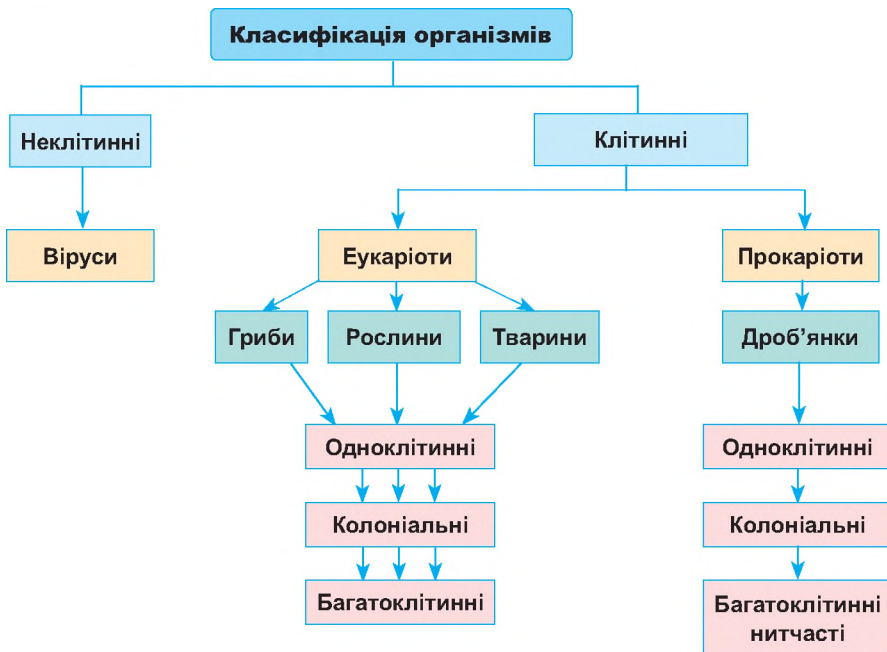 Класифікація організмів
Неклітинні
Клітинні
Віруси
Еукаріоти
Прокаріоти
Гриби
Рослини
Тварини
Дроб’янки
Одноклітинні
Одноклітинні
Колоніальні
Колоніальні
Багатоклітинні
Багатоклітинні
нитчасті